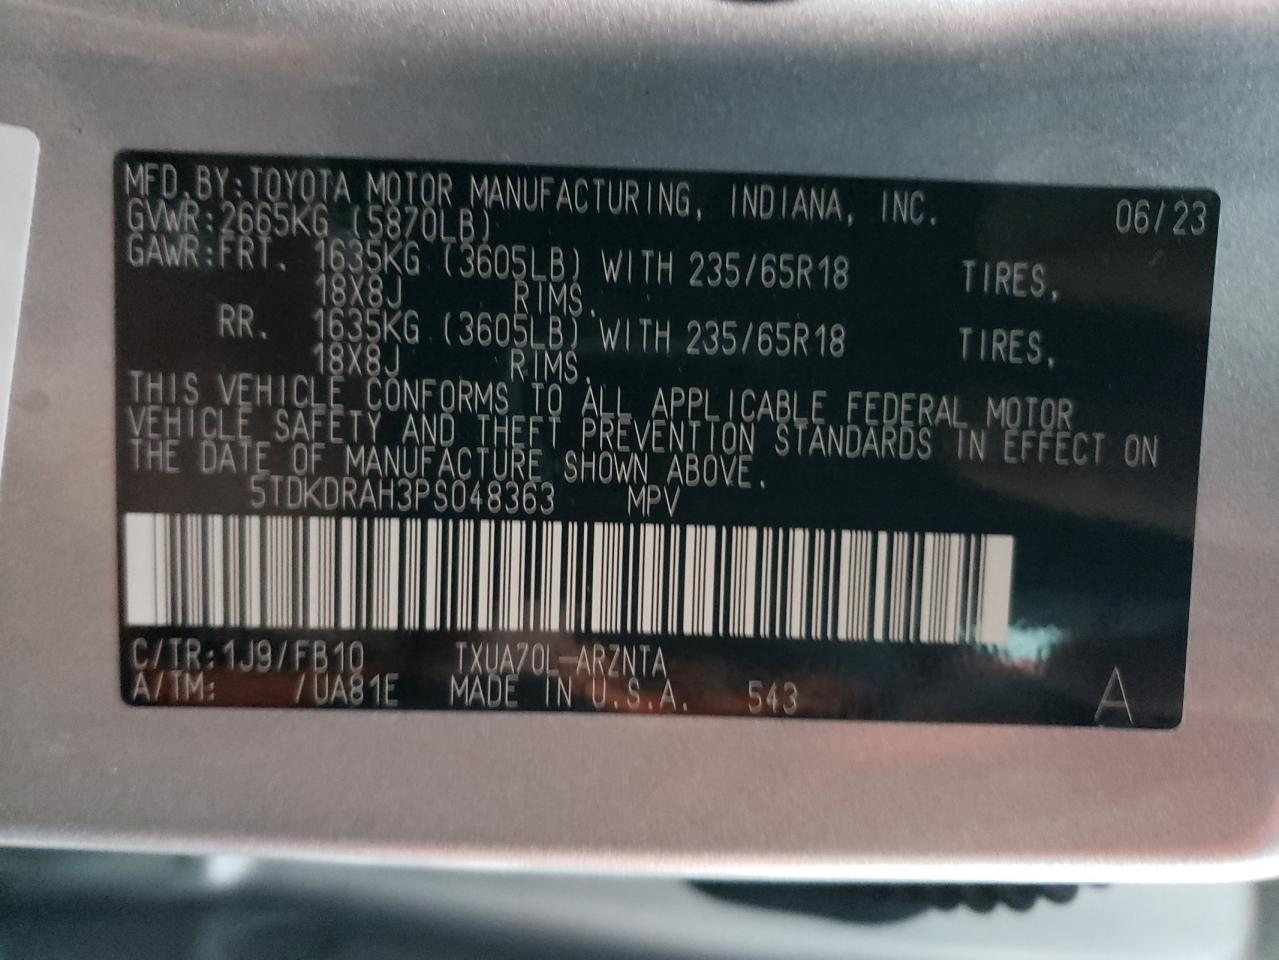 MFD.BY:TOYOTA MOTOR MANUFACTURING, INDIANA, INC. 06/23
GVWR:2665KG (5870LB)
GAWR:FRT. 1635KG (3605LB) WITH 235/65R18 TIRES,
18X8J RIMS.
RR. 1635KG (3605LB) WITH 235/65R18 TIRES,
18X8J RIMS.
THIS VEHICLE CONFORMS TO ALL APPLICABLE FEDERAL MOTOR
VEHICLE SAFETY AND THEFT PREVENTION STANDARDS IN EFFECT ON
THE DATE OF MANUFACTURE SHOWN ABOVE.
5TDKDRAH3PS048363 MPV
C/TR:1J9/FB10 TXUA70L-ARZNTA
A/TM: /UA81E MADE IN U.S.A. 543 A